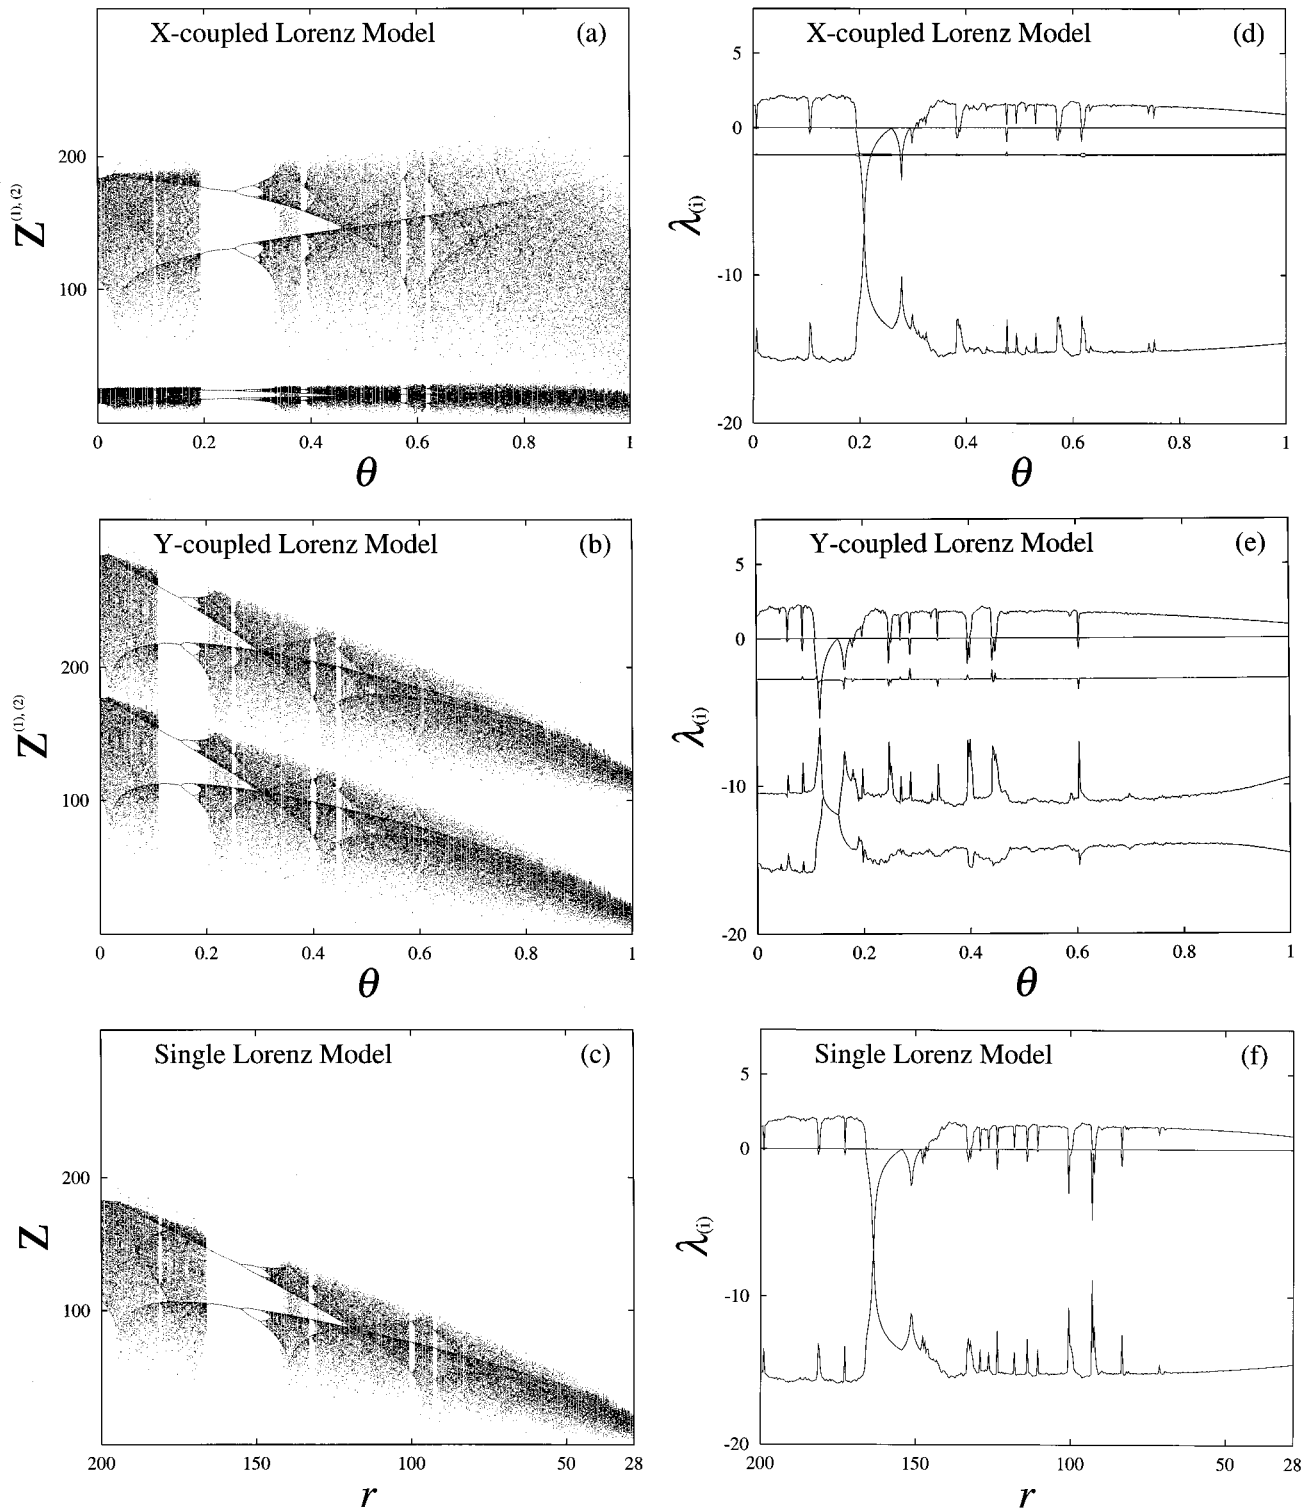 X-coupled Lorenz Model (a)
200
100
Z(1), (2)
0 0.2 0.4 0.6 0.8 1
θ
X-coupled Lorenz Model (d)
5
0
-10
-20
λ(i)
0 0.2 0.4 0.6 0.8 1
θ
Y-coupled Lorenz Model (b)
200
100
Z(1), (2)
0 0.2 0.4 0.6 0.8 1
θ
Y-coupled Lorenz Model (e)
5
0
-10
-20
λ(i)
0 0.2 0.4 0.6 0.8 1
θ
Single Lorenz Model (c)
200
100
Z
200 150 100 50 28
r
Single Lorenz Model (f)
5
0
-10
-20
λ(i)
200 150 100 50 28
r